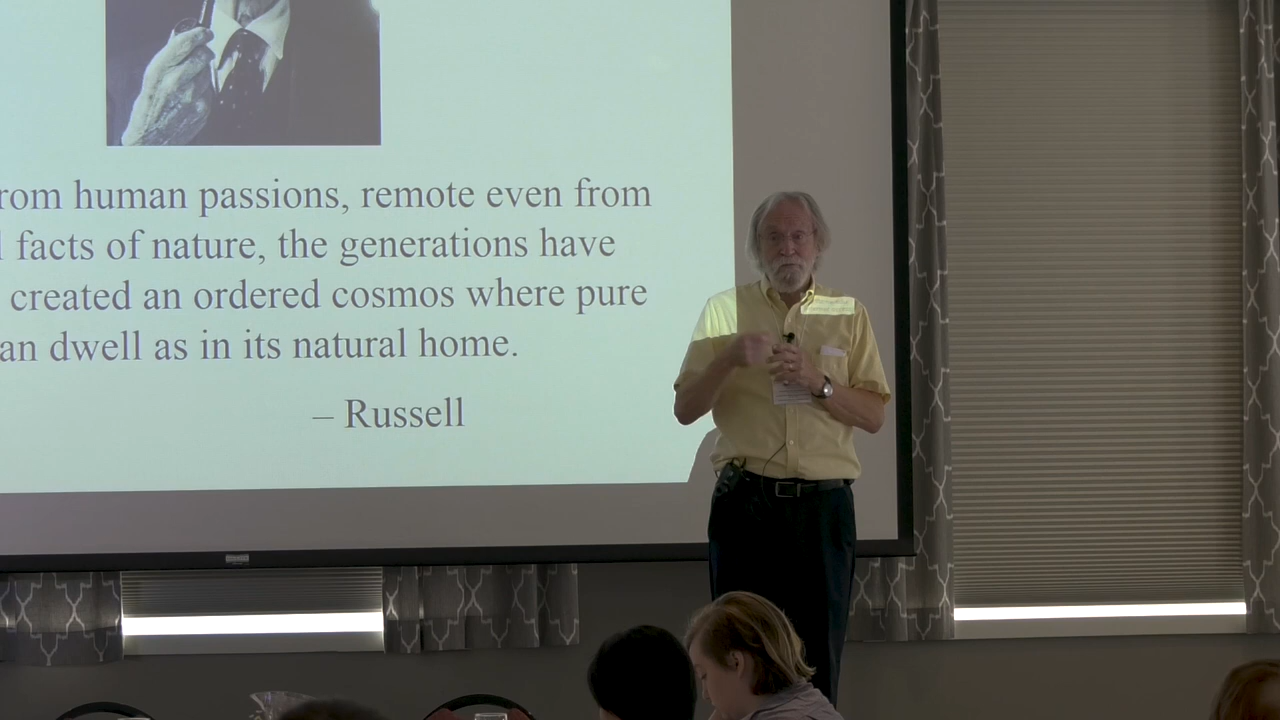 rom human passions, remote even from
facts of nature, the generations have
created an ordered cosmos where pure
an dwell as in its natural home.
– Russell